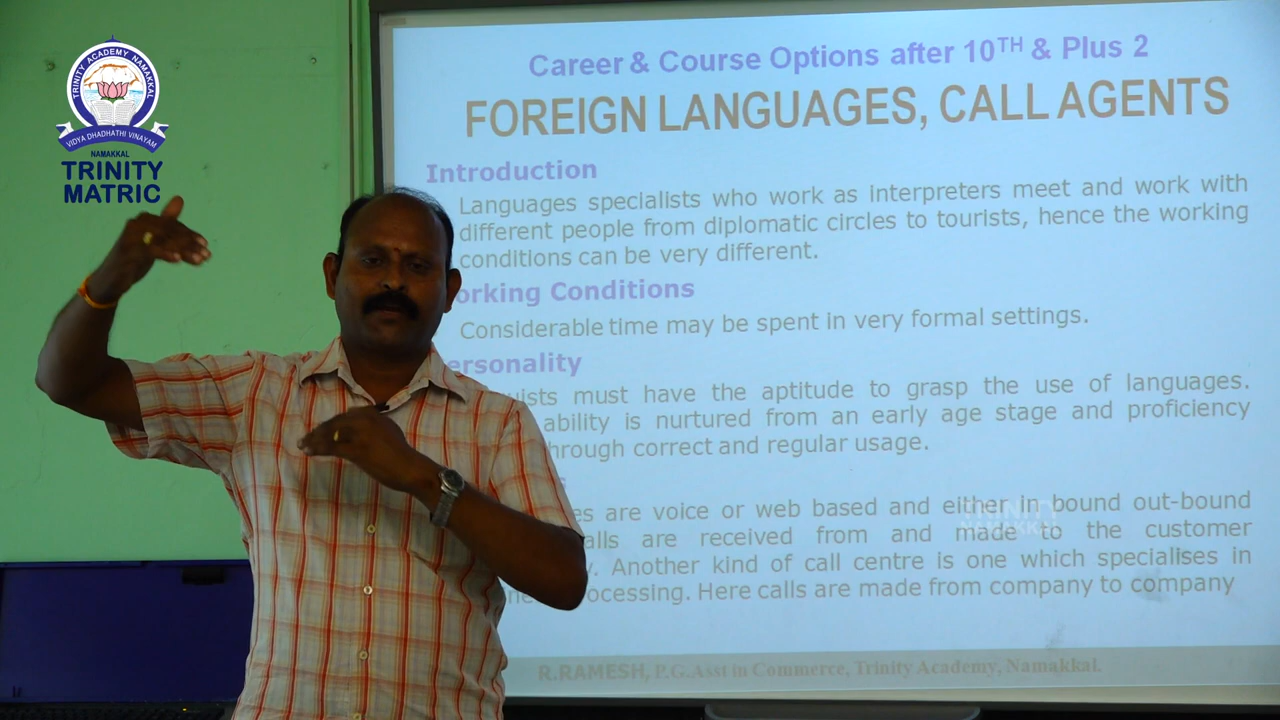 TRINITY ACADEMY NAMAKKAL
VIDYA DHADHATHI VINAYAM
NAMAKKAL
TRINITY
MATRIC
Career & Course Options after 10TH & Plus 2
FOREIGN LANGUAGES, CALL AGENTS
Introduction
Languages specialists who work as interpreters meet and work with
different people from diplomatic circles to tourists, hence the working
conditions can be very different.
orking Conditions
Considerable time may be spent in very formal settings.
ersonality
uists must have the aptitude to grasp the use of languages.
ability is nurtured from an early age stage and proficiency
hrough correct and regular usage.
es are voice or web based and either in bound out-bound
alls are received from and made to the customer
Another kind of call centre is one which specialises in
ocessing. Here calls are made from company to company
R.RAMESH, P.G.Asst in Commerce, Trinity Academy, Namakkal.